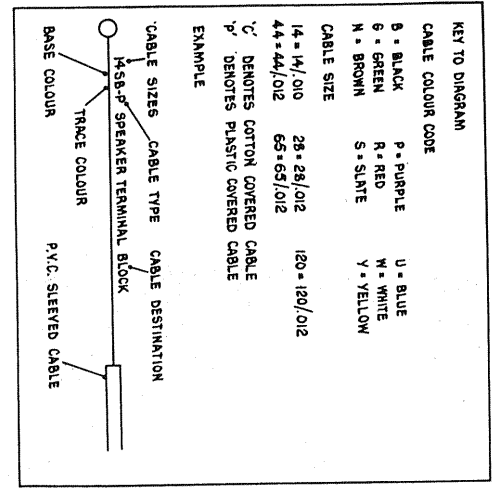 KEY TO DIAGRAM
CABLE COLOUR CODE
B = BLACK P = PURPLE U = BLUE
G = GREEN R = RED W = WHITE
N = BROWN S = SLATE Y = YELLOW
CABLE SIZE
14 = 14/.010 28 = 28/.012 120 = 120/.012
44 = 44/.012 65 = 65/.012
'C' DENOTES COTTON COVERED CABLE
'P' DENOTES PLASTIC COVERED CABLE
EXAMPLE
'CABLE SIZES CABLE TYPE CABLE DESTINATION
14 SB-P SPEAKER TERMINAL BLOCK
TRACE COLOUR
BASE COLOUR P.V.C. SLEEVED CABLE